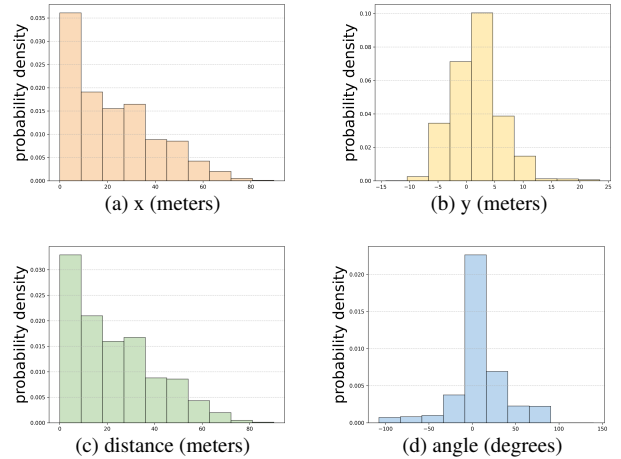 probability density
0.035
0.030
0.025
0.020
0.015
0.010
0.005
0.000
0 20 40 60 80
(a) x (meters)
probability density
0.10
0.08
0.06
0.04
0.02
0.00
−15 −10 −5 0 5 10 15 20 25
(b) y (meters)
probability density
0.030
0.025
0.020
0.015
0.010
0.005
0.000
0 20 40 60 80
(c) distance (meters)
probability density
0.020
0.015
0.010
0.005
0.000
−100 −50 0 50 100 150
(d) angle (degrees)